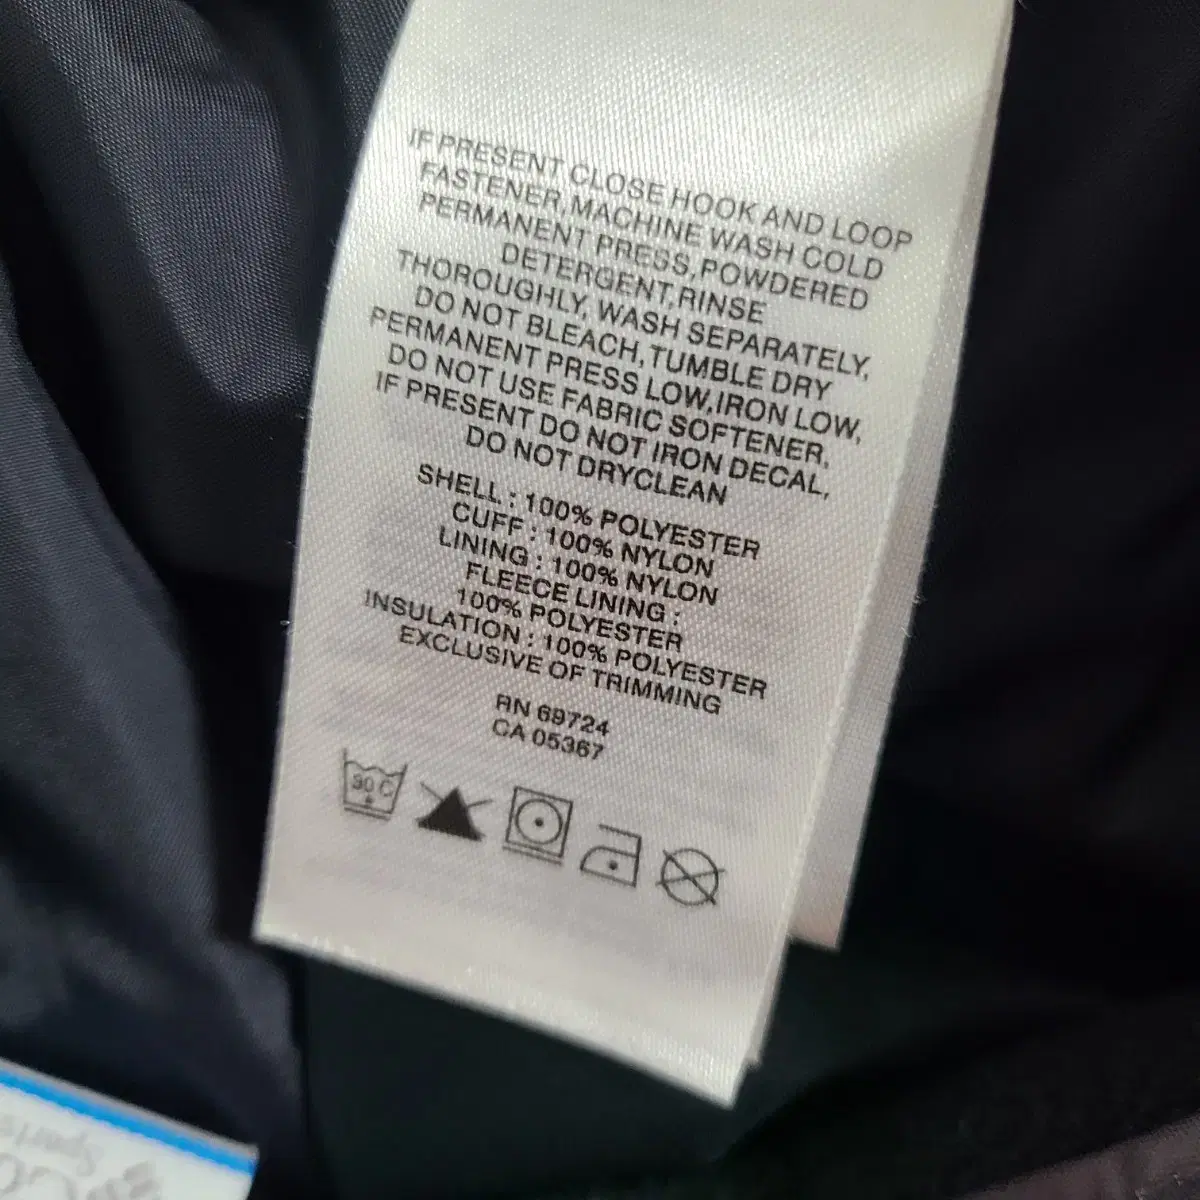 IF PRESENT CLOSE HOOK AND LOOP
FASTENER, MACHINE WASH COLD
PERMANENT PRESS, POWDERED
DETERGENT, RINSE
THOROUGHLY, WASH SEPARATELY,
DO NOT BLEACH, TUMBLE DRY
PERMANENT PRESS LOW, IRON LOW,
DO NOT USE FABRIC SOFTENER,
IF PRESENT DO NOT IRON DECAL,
DO NOT DRYCLEAN
SHELL : 100% POLYESTER
CUFF : 100% NYLON
LINING : 100% NYLON
FLEECE LINING :
100% POLYESTER
INSULATION : 100% POLYESTER
EXCLUSIVE OF TRIMMING
RN 69724
CA 05367
30 C